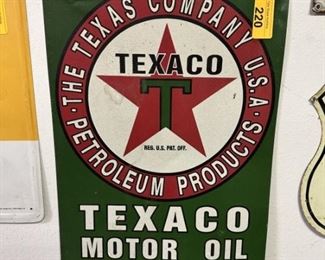 220
THE TEXAS COMPANY U.S.A.
TEXACO
T
REG. U.S. PAT. OFF.
PETROLEUM PRODUCTS
TEXACO
MOTOR OIL